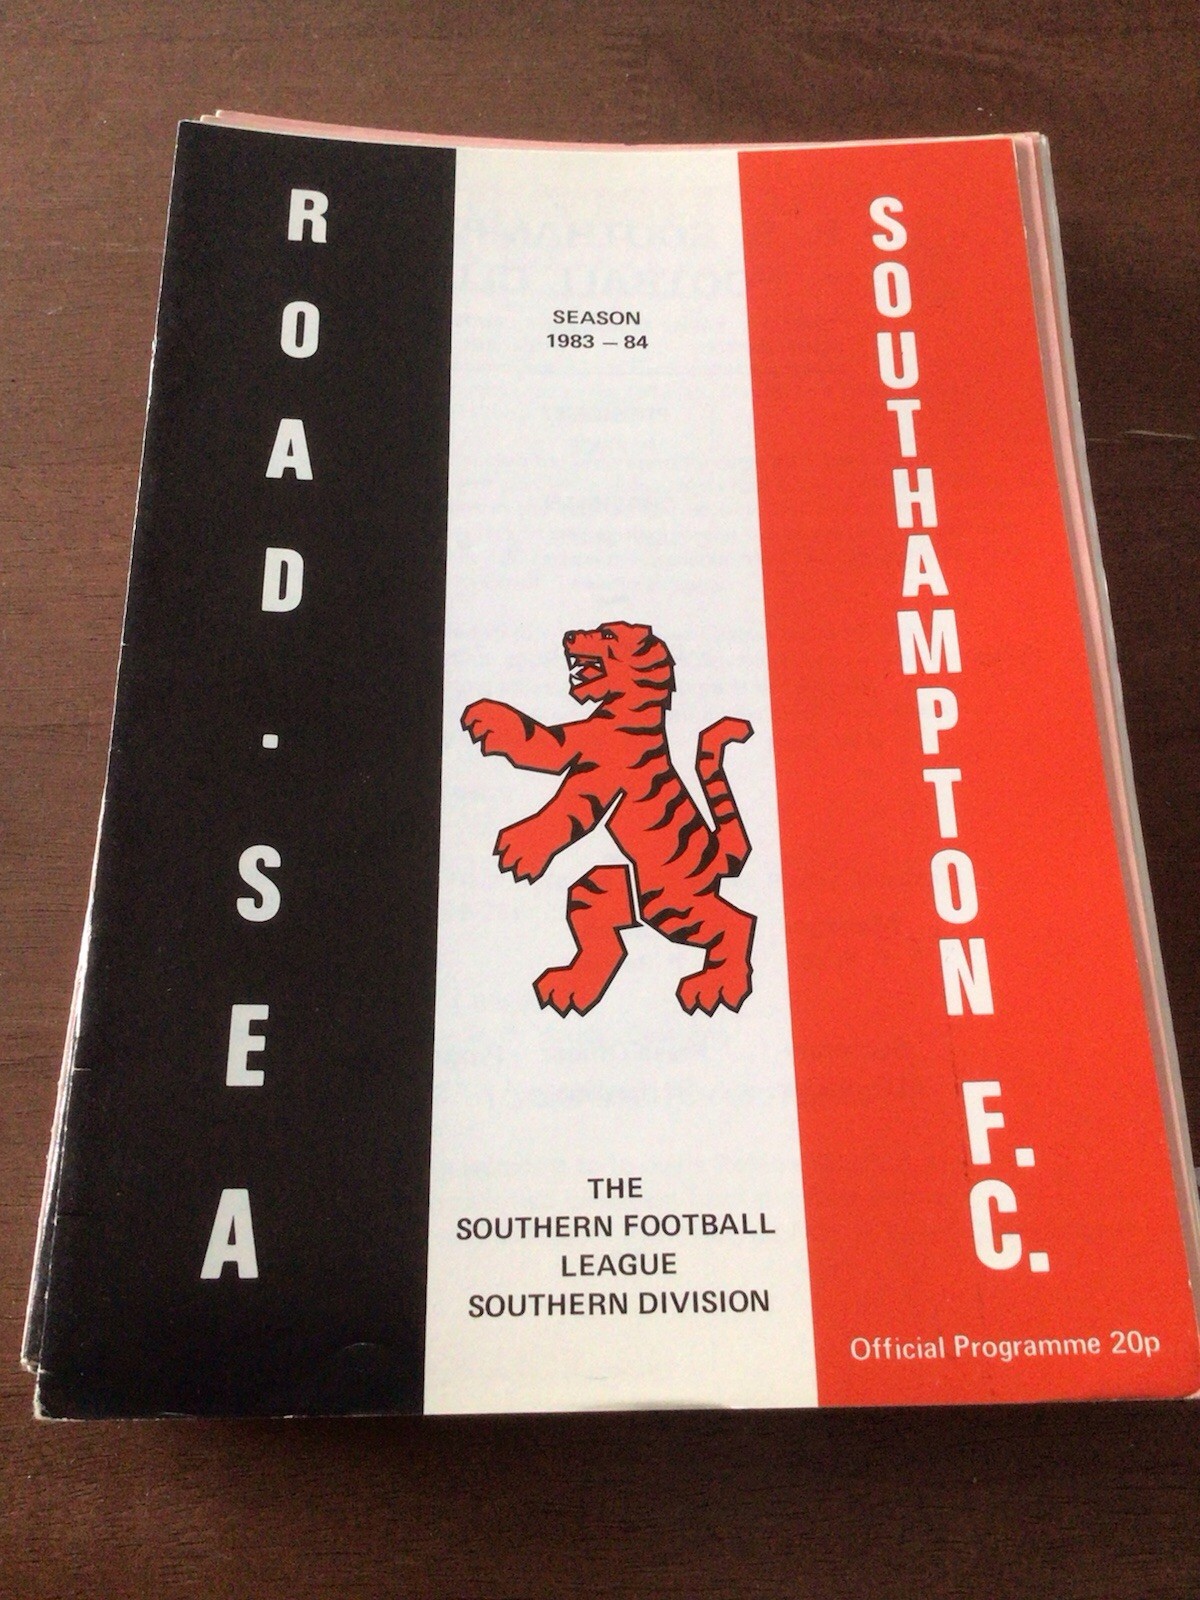 ROAD.SEA
SEASON
1983 — 84
THE
SOUTHERN FOOTBALL
LEAGUE
SOUTHERN DIVISION
SOUTHAMPTON F.C.
Official Programme 20p